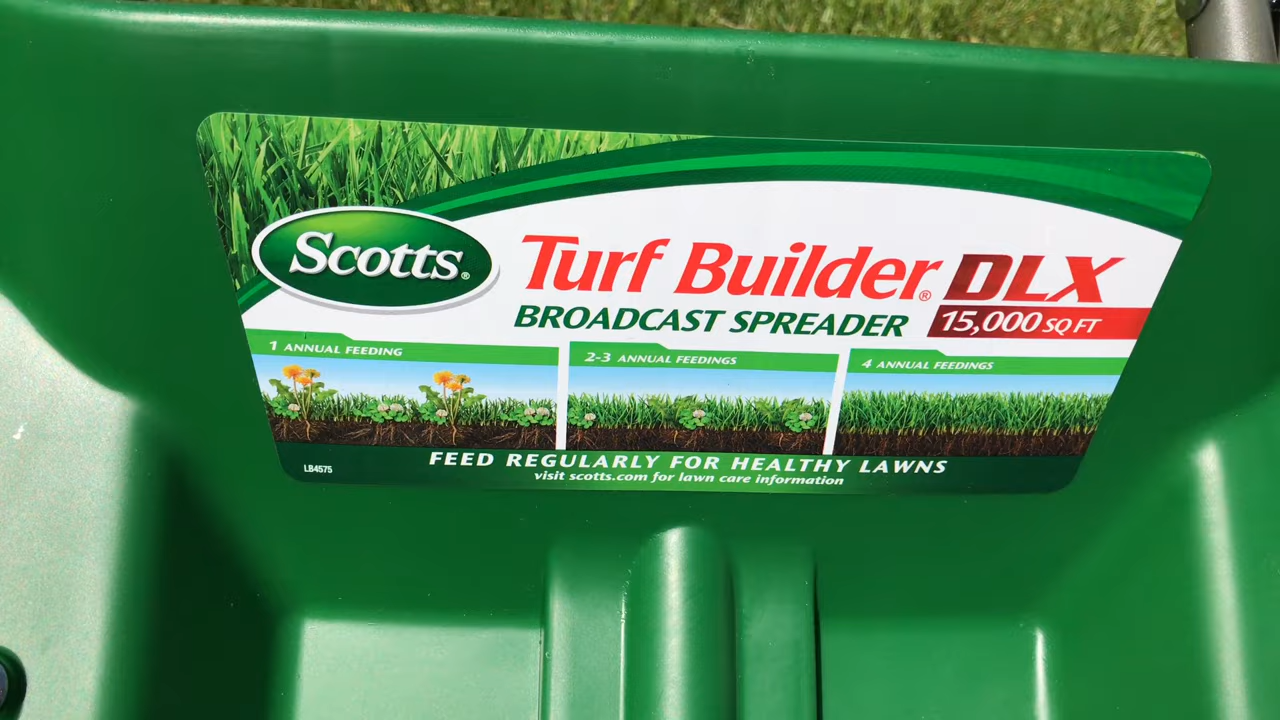 Scotts®
Turf Builder® DLX
BROADCAST SPREADER 15,000 SQ FT
1 ANNUAL FEEDING
2-3 ANNUAL FEEDINGS
4 ANNUAL FEEDINGS
FEED REGULARLY FOR HEALTHY LAWNS
visit scotts.com for lawn care information
LB4575